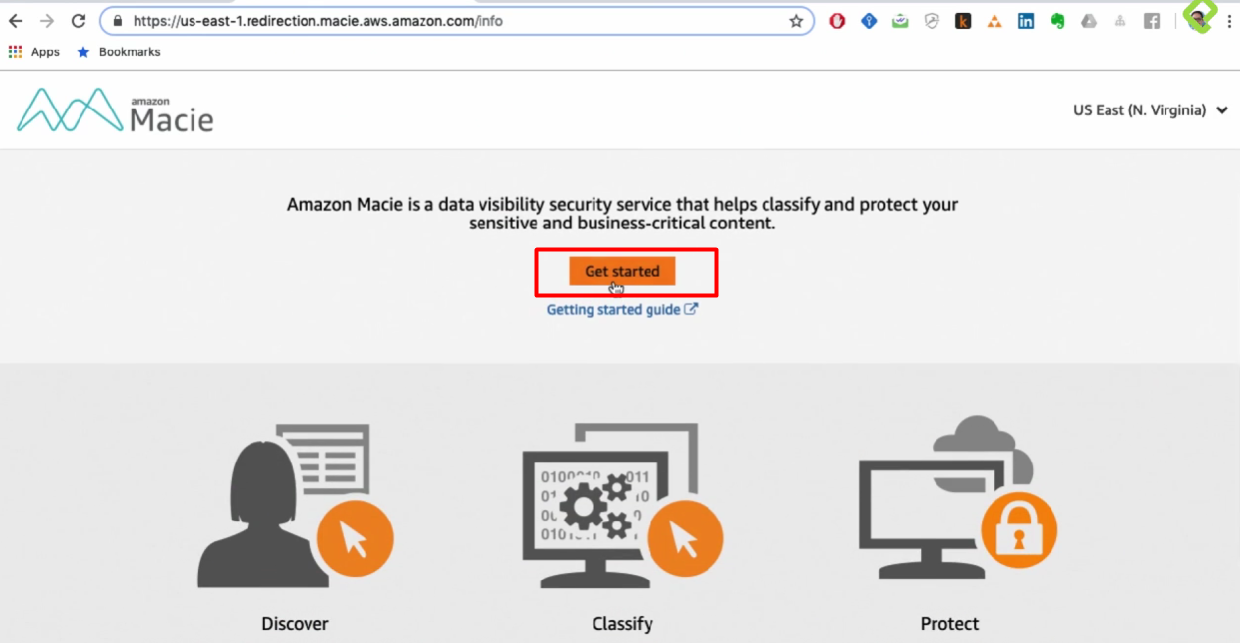 https://us-east-1.redirection.macie.aws.amazon.com/info
Apps
Bookmarks
amazon
Macie
US East (N. Virginia)
Amazon Macie is a data visibility security service that helps classify and protect your
sensitive and business-critical content.
Get started
Getting started guide
Discover
Classify
Protect